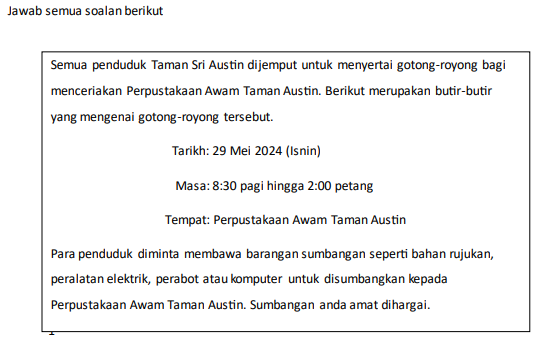 Jawab semua soalan berikut
Semua penduduk Taman Sri Austin dijemput untuk menyertai gotong-royong bagi
menceriakan Perpustakaan Awam Taman Austin. Berikut merupakan butir-butir
yang mengenai gotong-royong tersebut.
Tarikh: 29 Mei 2024 (Isnin)
Masa: 8:30 pagi hingga 2:00 petang
Tempat: Perpustakaan Awam Taman Austin
Para penduduk diminta membawa barangan sumbangan seperti bahan rujukan,
peralatan elektrik, perabot atau komputer untuk disumbangkan kepada
Perpustakaan Awam Taman Austin. Sumbangan anda amat dihargai.